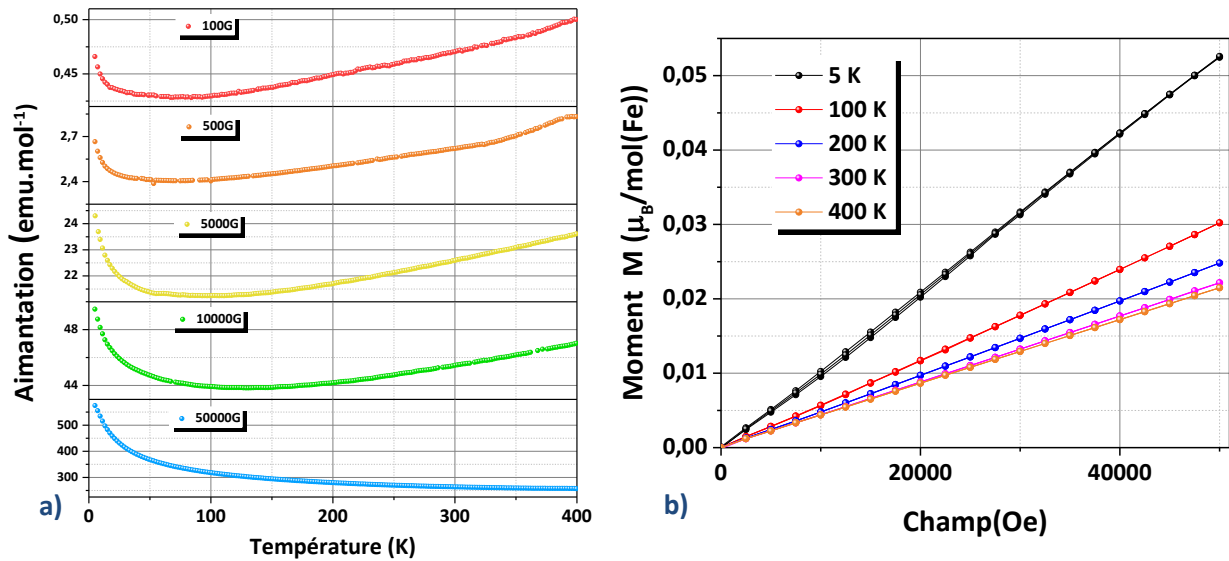 Aimantation (emu.mol⁻¹)
100G
0,50
0,45
500G
2,7
2,4
5000G
24
23
22
10000G
48
44
50000G
500
400
300
0 100 200 300 400
Température (K)
a)
Moment M (μB/mol(Fe))
0,05
0,04
0,03
0,02
0,01
0,00
5 K
100 K
200 K
300 K
400 K
0 20000 40000
Champ(Oe)
b)